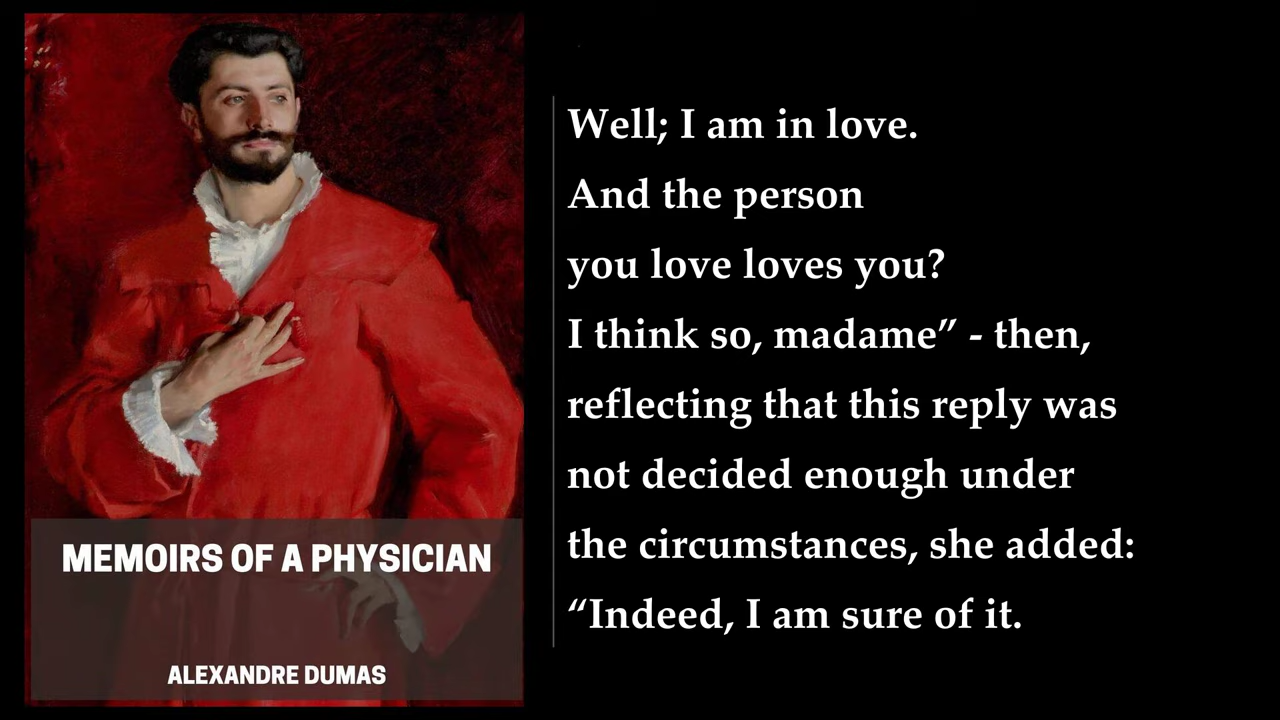 MEMOIRS OF A PHYSICIAN
ALEXANDRE DUMAS
Well; I am in love.
And the person
you love loves you?
I think so, madame” - then,
reflecting that this reply was
not decided enough under
the circumstances, she added:
“Indeed, I am sure of it.